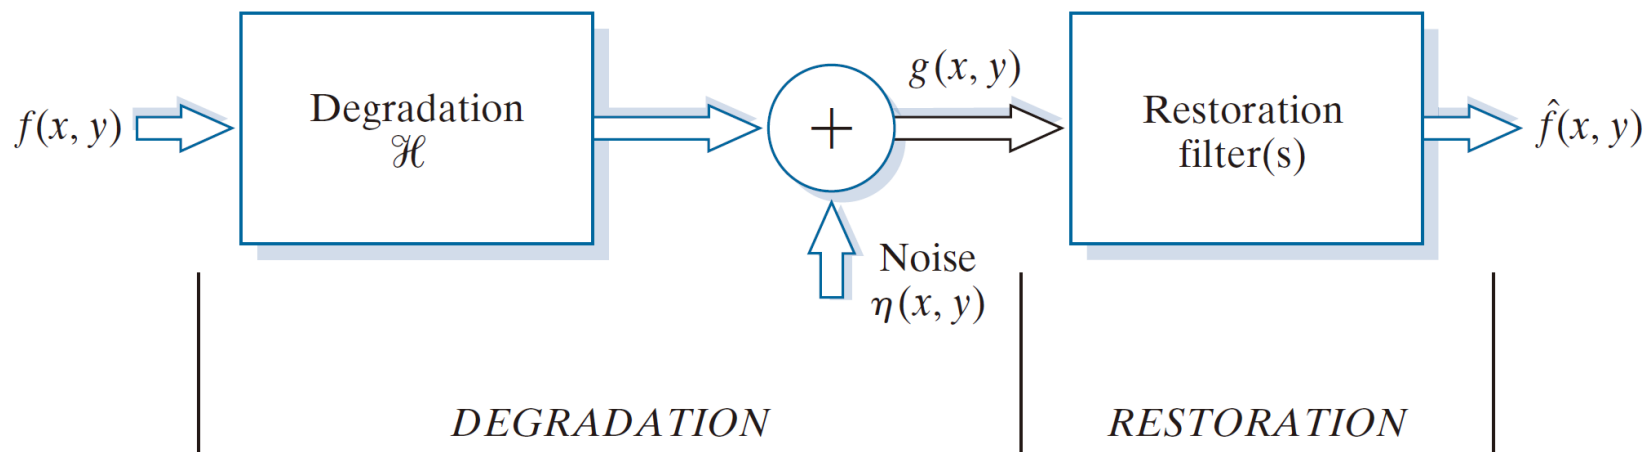 f(x, y)
Degradation
ℋ
+
Noise
η(x, y)
g(x, y)
Restoration
filter(s)
f̂(x, y)
DEGRADATION
RESTORATION